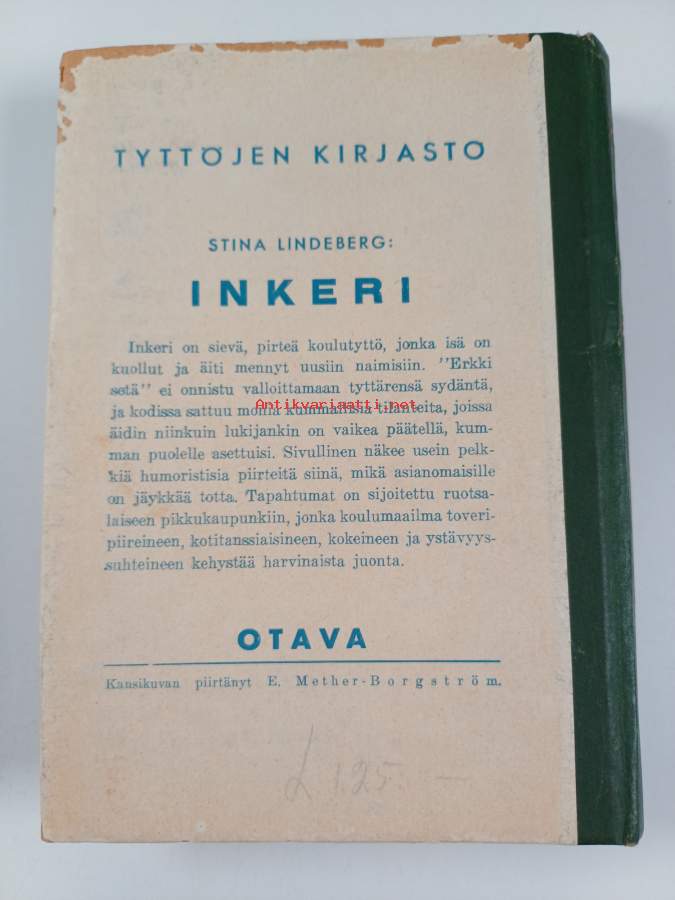 TYTTÖJEN KIRJASTO
STINA LINDEBERG:
INKERI
Inkeri on sievä, pirteä koulutyttö, jonka isä on
kuollut ja äiti mennyt uusiin naimisiin. "Erkki
setä" ei onnistu valloittamaan tyttärensä sydäntä,
ja kodissa sattuu monia kummallisia tilanteita, joissa
Antikvariaatti.net
äidin niinkuin lukijankin on vaikea päätellä, kum-
man puolelle asettuisi. Sivullinen näkee usein pelk-
kiä humoristisia piirteitä siinä, mikä asianomaisille
on jäykkää totta. Tapahtumat on sijoitettu ruotsa-
laiseen pikkukaupunkiin, jonka koulumaailma toveri-
piireineen, kotitanssiaisineen, kokeineen ja ystävyys-
suhteineen kehystää harvinaista juonta.
OTAVA
Kansikuvan piirtänyt E. Mether-Borgström.
1.25 —